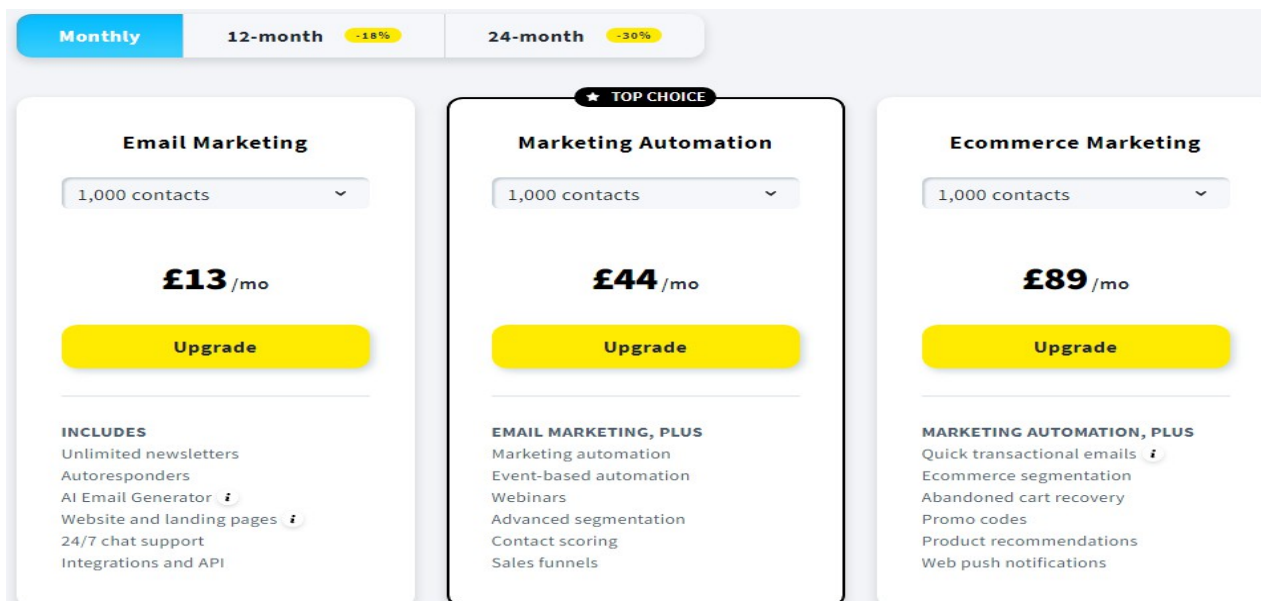 Monthly
12-month -18%
24-month -30%
TOP CHOICE
Email Marketing
1,000 contacts
£13 /mo
Upgrade
INCLUDES
Unlimited newsletters
Autoresponders
AI Email Generator i
Website and landing pages i
24/7 chat support
Integrations and API
Marketing Automation
1,000 contacts
£44 /mo
Upgrade
EMAIL MARKETING, PLUS
Marketing automation
Event-based automation
Webinars
Advanced segmentation
Contact scoring
Sales funnels
Ecommerce Marketing
1,000 contacts
£89 /mo
Upgrade
MARKETING AUTOMATION, PLUS
Quick transactional emails i
Ecommerce segmentation
Abandoned cart recovery
Promo codes
Product recommendations
Web push notifications